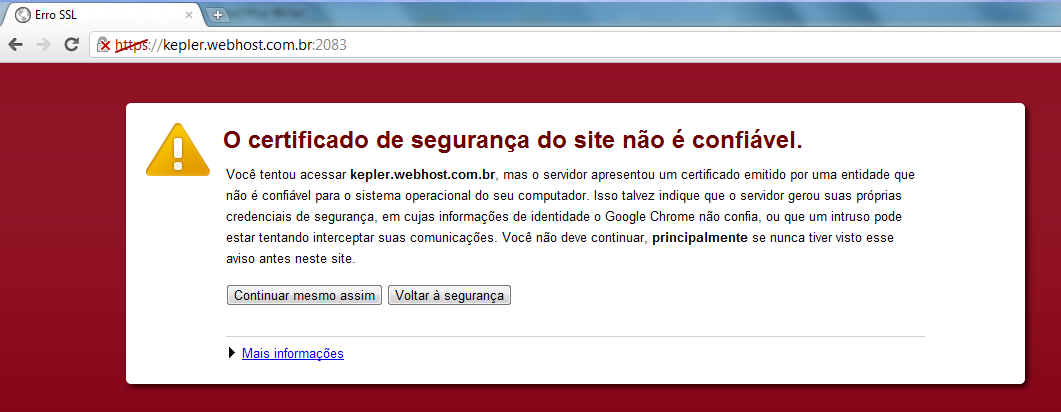 Erro SSL
https://kepler.webhost.com.br:2083
O certificado de segurança do site não é confiável.
Você tentou acessar kepler.webhost.com.br, mas o servidor apresentou um certificado emitido por uma entidade que
não é confiável para o sistema operacional do seu computador. Isso talvez indique que o servidor gerou suas próprias
credenciais de segurança, em cujas informações de identidade o Google Chrome não confia, ou que um intruso pode
estar tentando interceptar suas comunicações. Você não deve continuar, principalmente se nunca tiver visto esse
aviso antes neste site.
Continuar mesmo assim Voltar à segurança
Mais informações